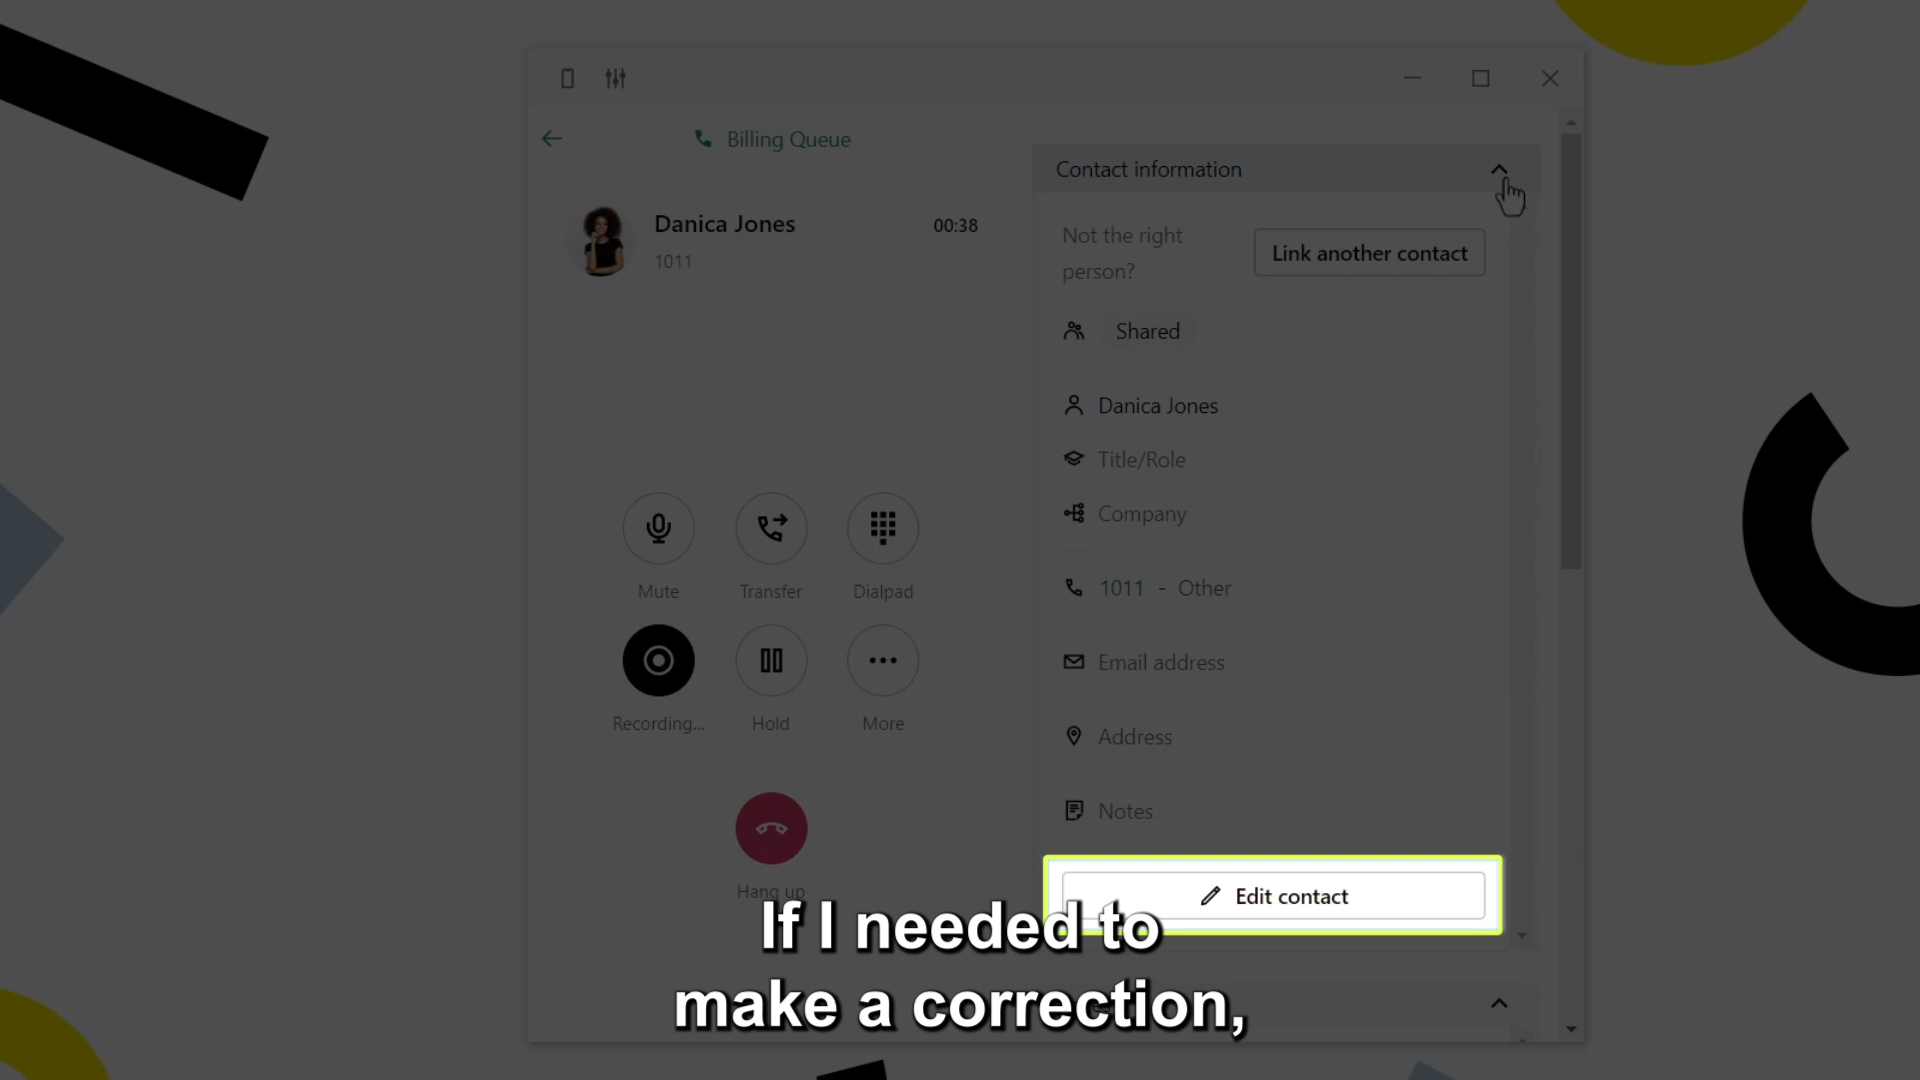 Billing Queue
Danica Jones
00:38
1011
Mute
Transfer
Dialpad
Recording...
Hold
More
Hang up
Contact information
Not the right
person?
Link another contact
Shared
Danica Jones
Title/Role
Company
1011 - Other
Email address
Address
Notes
Edit contact
If I needed to
make a correction,